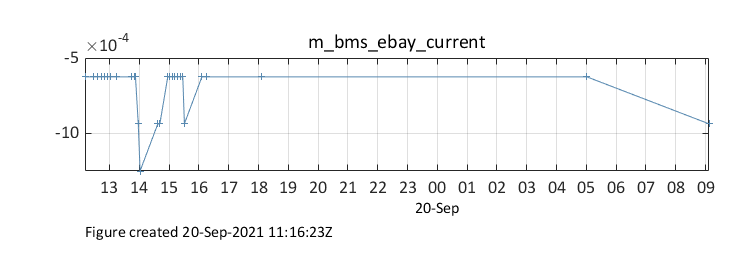 m_bms_ebay_current
×10-4
-5
-10
13 14 15 16 17 18 19 20 21 22 23 00 01 02 03 04 05 06 07 08 09
20-Sep
Figure created 20-Sep-2021 11:16:23Z